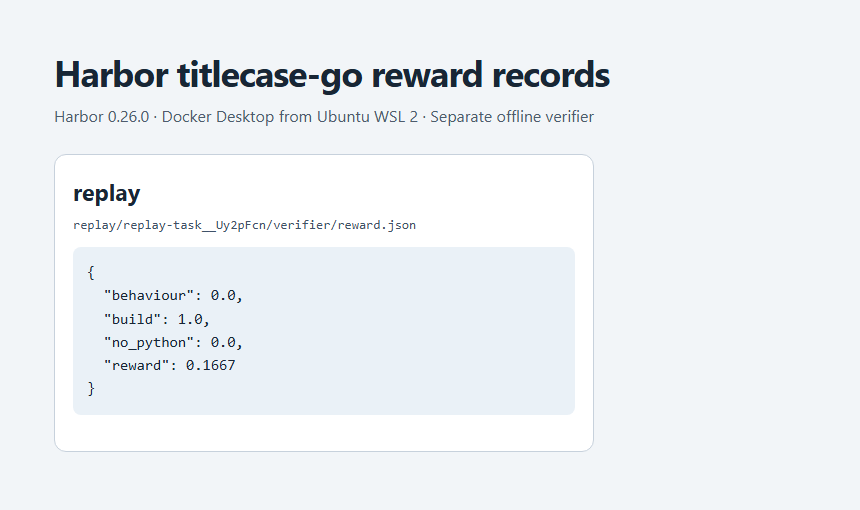 Harbor titlecase-go reward records
Harbor 0.26.0 · Docker Desktop from Ubuntu WSL 2 · Separate offline verifier
replay
replay/replay-task__Uy2pFcn/verifier/reward.json
{
  "behaviour": 0.0,
  "build": 1.0,
  "no_python": 0.0,
  "reward": 0.1667
}